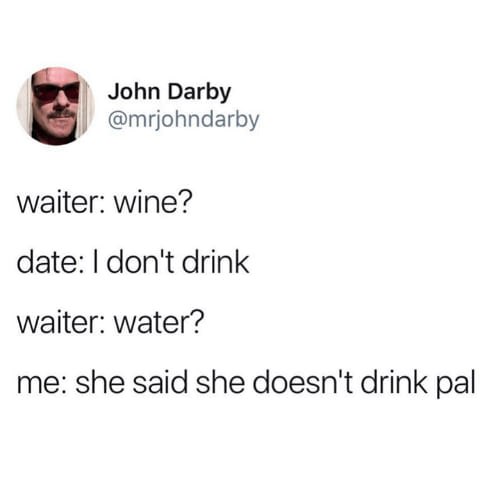 John Darby
@mrjohndarby
waiter: wine?
date: I don't drink
waiter: water?
me: she said she doesn't drink pal